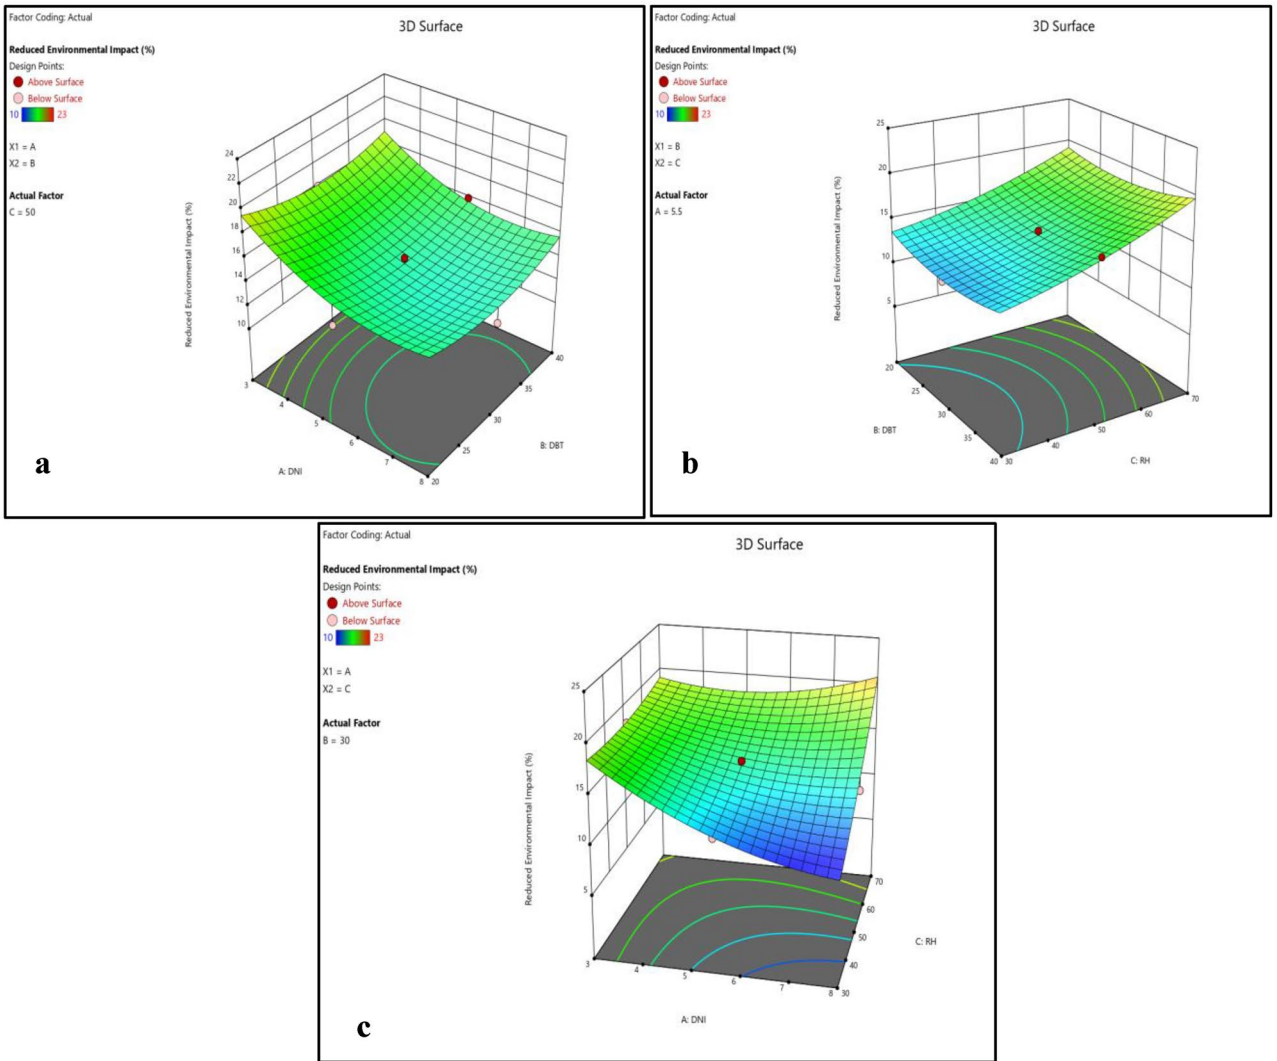 Factor Coding: Actual
3D Surface
Reduced Environmental Impact (%)
Design Points:
Above Surface
Below Surface
10 23
X1 = A
X2 = B
Actual Factor
C = 50
24
22
20
18
16
14
12
10
Reduced Environmental Impact (%)
3
4
5
6
7
8
20
25
30
35
40
A: DNI
B: DBT
a
Factor Coding: Actual
3D Surface
Reduced Environmental Impact (%)
Design Points:
Above Surface
Below Surface
10 23
X1 = B
X2 = C
Actual Factor
A = 5.5
25
20
15
10
5
Reduced Environmental Impact (%)
20
25
30
35
40
30
40
50
60
70
B: DBT
C: RH
b
Factor Coding: Actual
3D Surface
Reduced Environmental Impact (%)
Design Points:
Above Surface
Below Surface
10 23
X1 = A
X2 = C
Actual Factor
B = 30
25
20
15
10
5
Reduced Environmental Impact (%)
3
4
5
6
7
8
30
40
50
60
70
A: DNI
C: RH
c